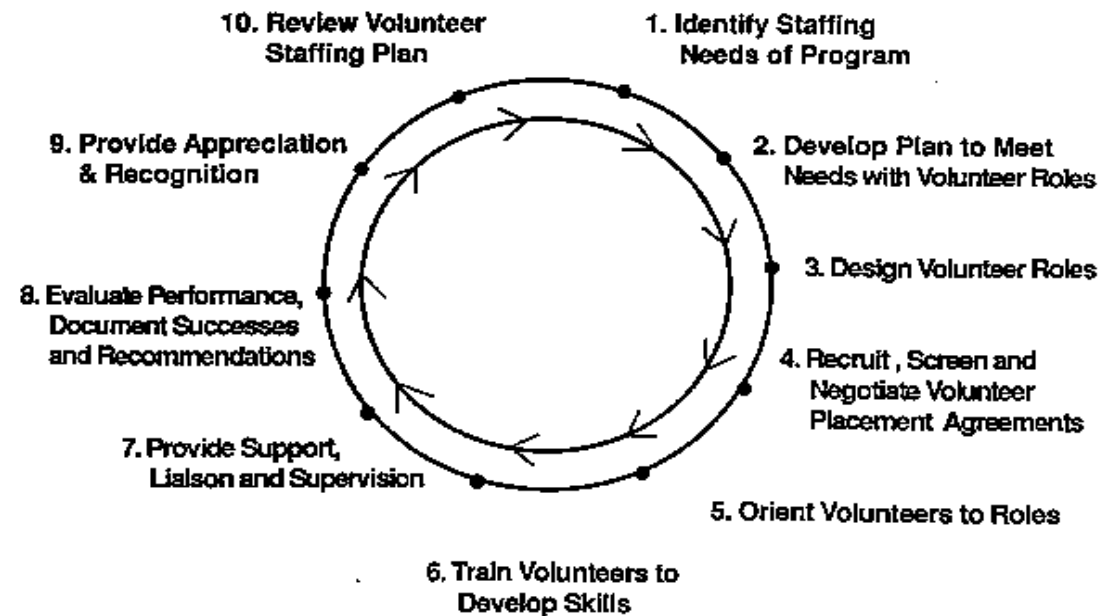 10. Review Volunteer
Staffing Plan
1. Identify Staffing
Needs of Program
9. Provide Appreciation
& Recognition
2. Develop Plan to Meet
Needs with Volunteer Roles
3. Design Volunteer Roles
8. Evaluate Performance,
Document Successes
and Recommendations
4. Recruit , Screen and
Negotiate Volunteer
Placement Agreements
7. Provide Support,
Liaison and Supervision
5. Orient Volunteers to Roles
6. Train Volunteers to
Develop Skills